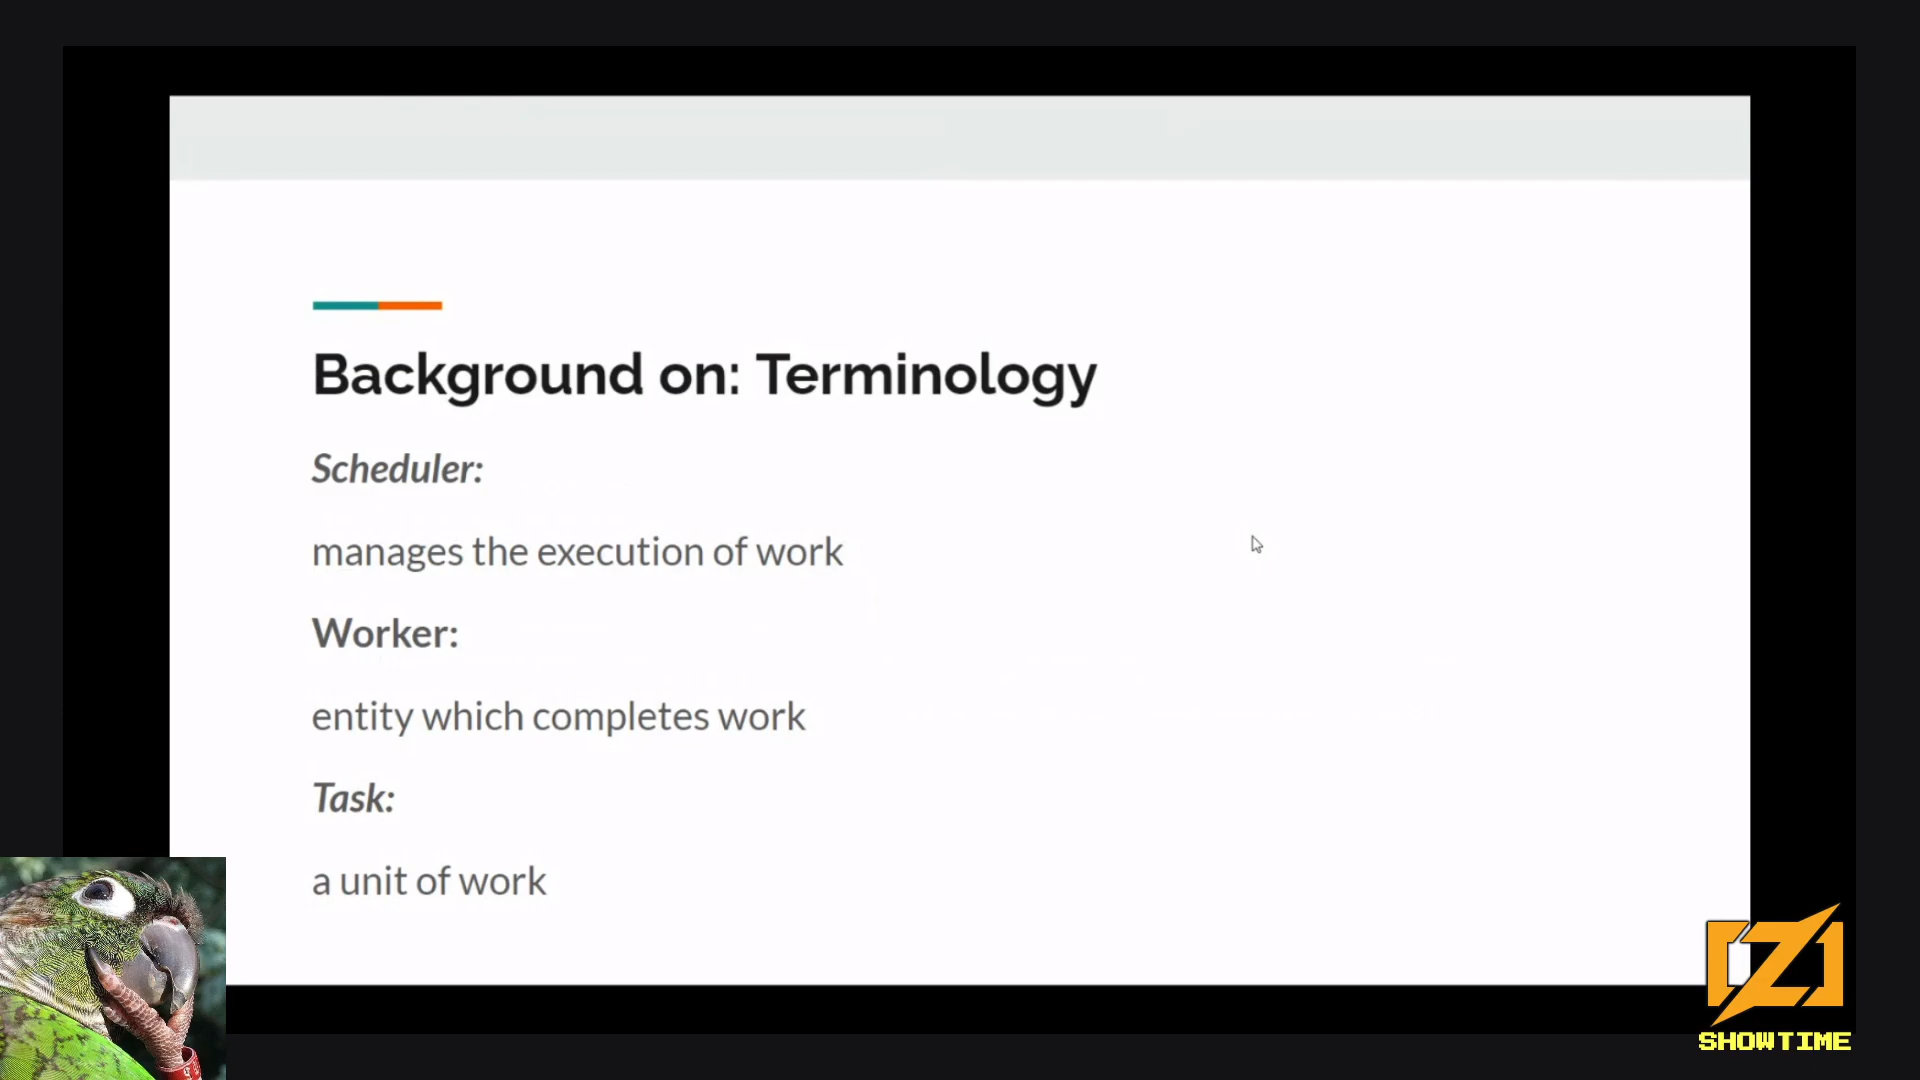 Background on: Terminology
Scheduler:
manages the execution of work
Worker:
entity which completes work
Task:
a unit of work
SHOWTIME